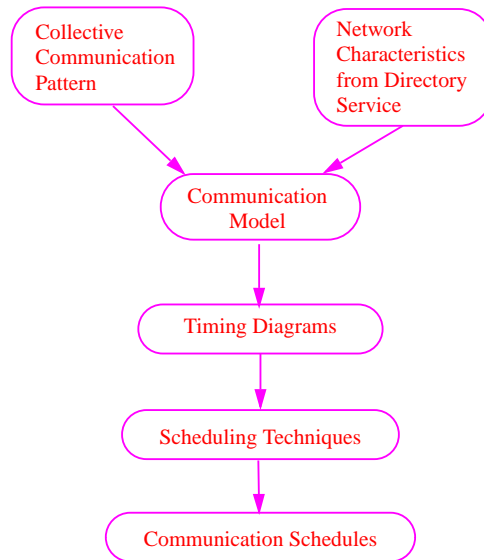 Collective
Communication
Pattern
Network
Characteristics
from Directory
Service
Communication
Model
Timing Diagrams
Scheduling Techniques
Communication Schedules